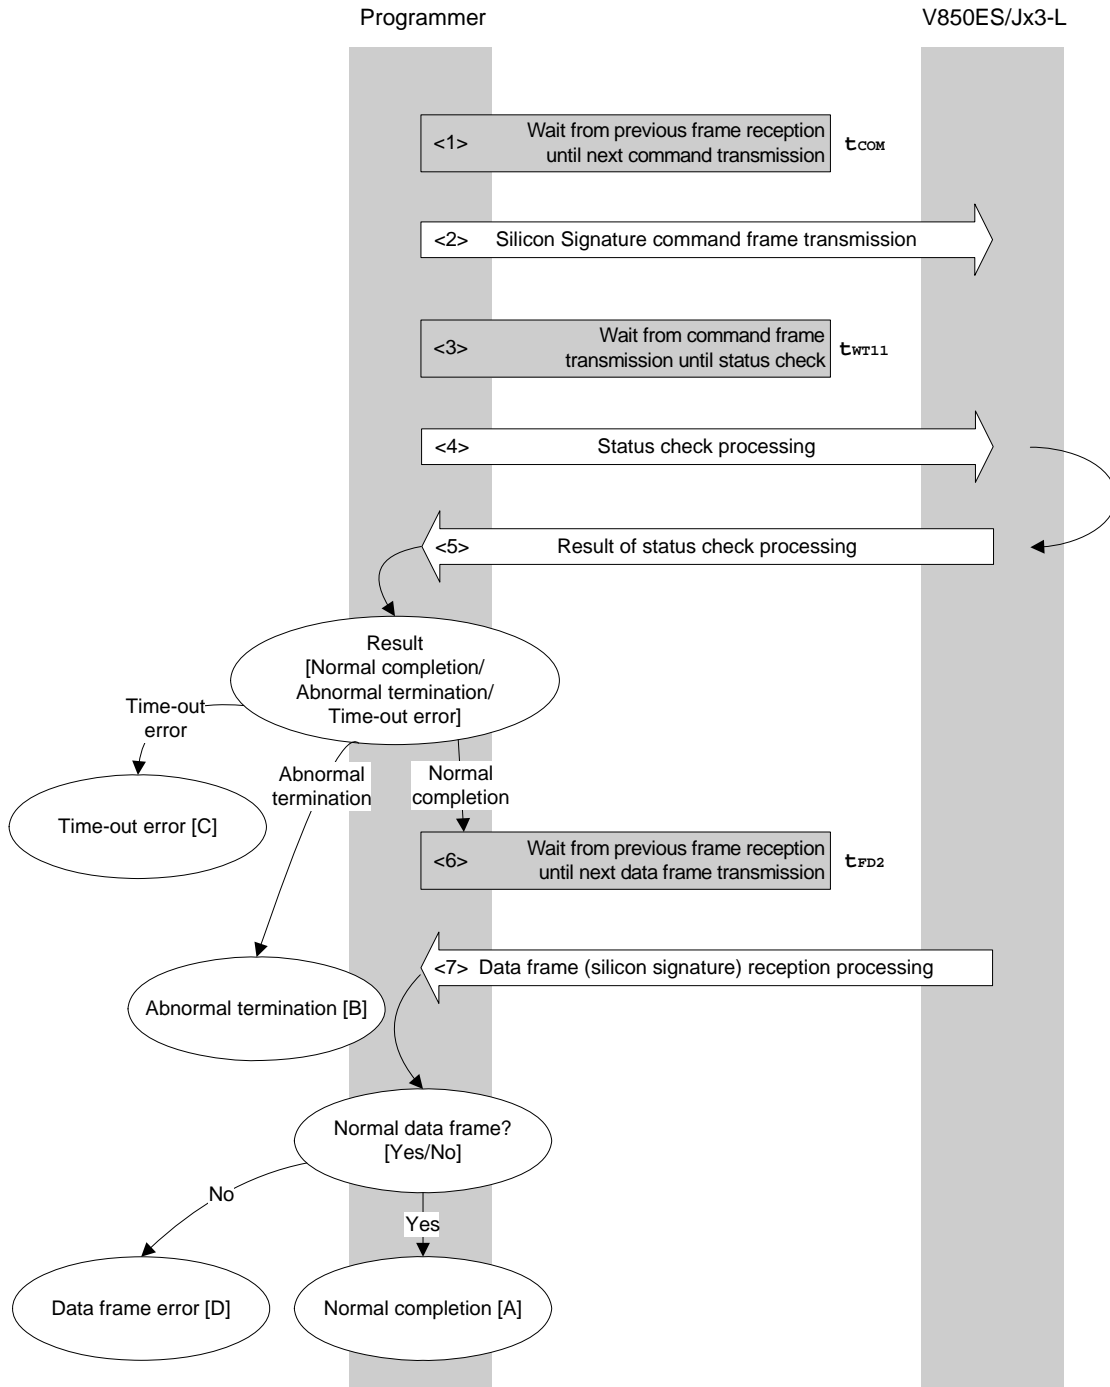 Programmer
V850ES/Jx3-L
<1>
Wait from previous frame reception
until next command transmission
tCOM
<2> Silicon Signature command frame transmission
<3>
Wait from command frame
transmission until status check
tWT11
<4> Status check processing
<5> Result of status check processing
Result
[Normal completion/
Abnormal termination/
Time-out error]
Time-out
error
Abnormal
termination
Normal
completion
Time-out error [C]
<6>
Wait from previous frame reception
until next data frame transmission
tFD2
<7> Data frame (silicon signature) reception processing
Abnormal termination [B]
Normal data frame?
[Yes/No]
No
Yes
Data frame error [D]
Normal completion [A]